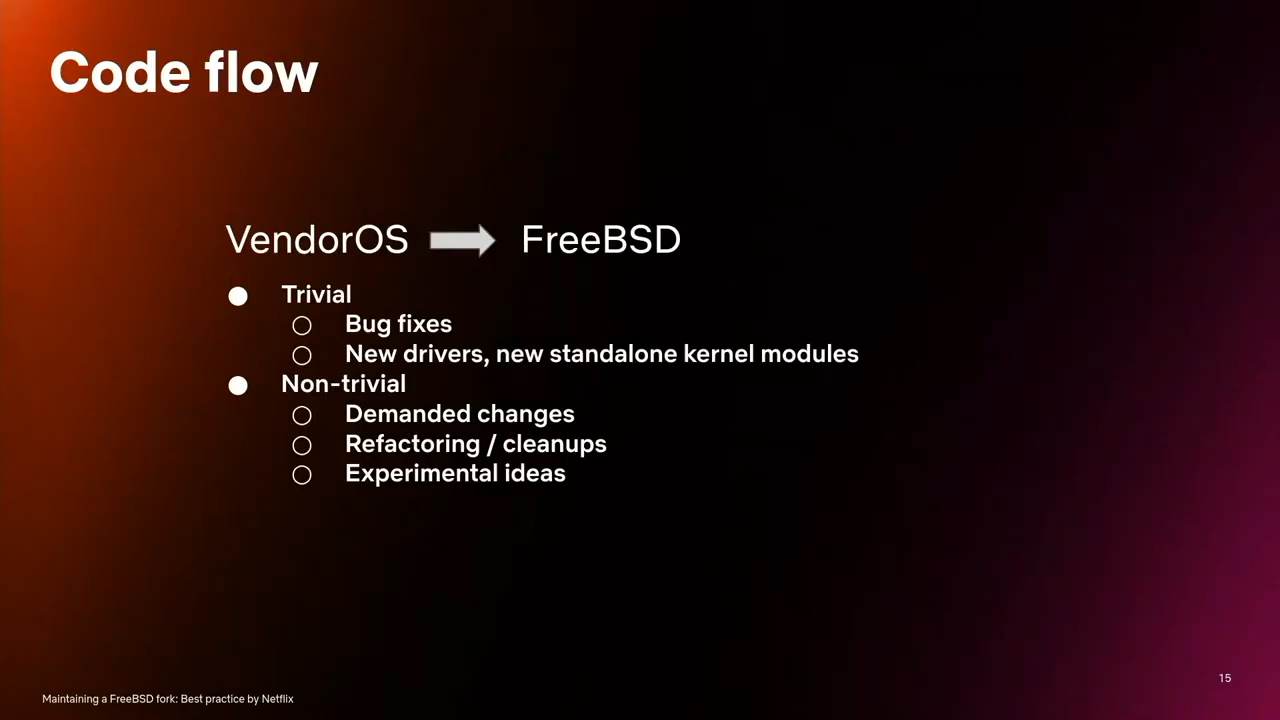 Code flow
VendorOS FreeBSD
● Trivial
○ Bug fixes
○ New drivers, new standalone kernel modules
● Non-trivial
○ Demanded changes
○ Refactoring / cleanups
○ Experimental ideas
15
Maintaining a FreeBSD fork: Best practice by Netflix